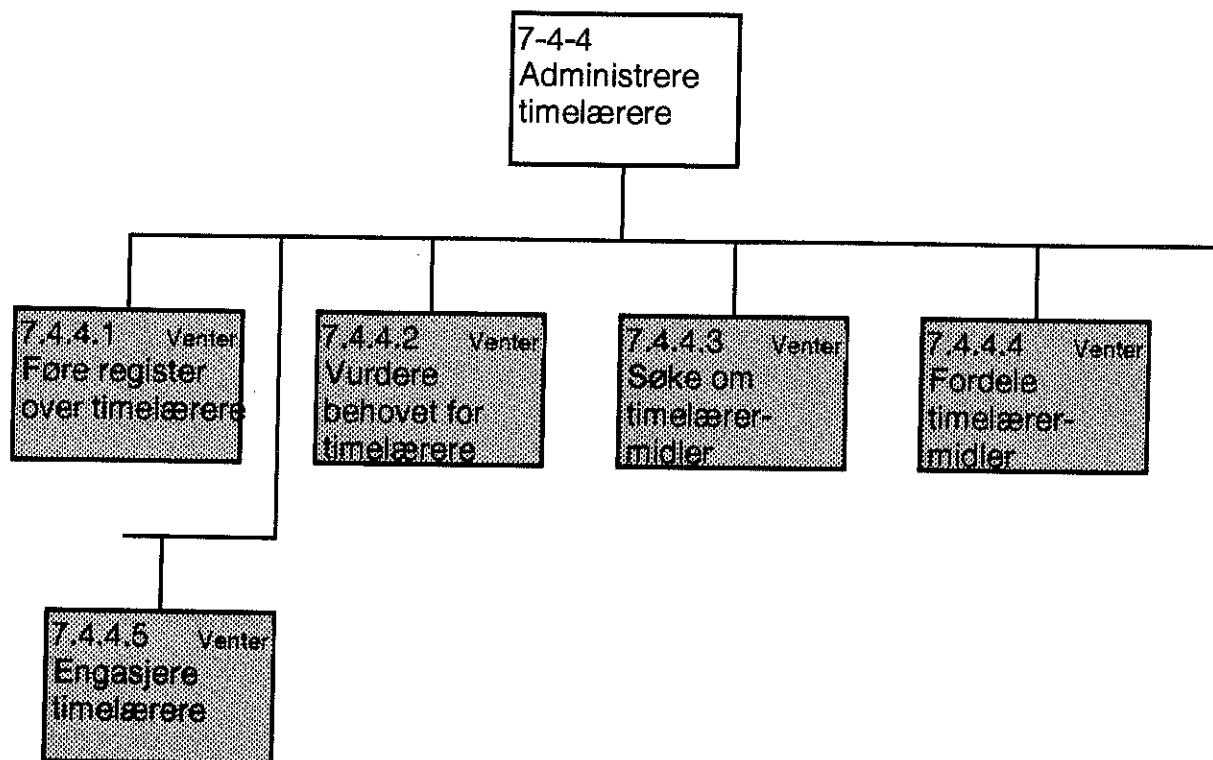 7-4-4
Administrere
timelærere
7.4.4.1 Venter
Føre register
over timelærere
7.4.4.2 Venter
Vurdere
behovet for
timelærere
7.4.4.3 Venter
Søke om
timelærer-
midler
7.4.4.4 Venter
Fordele
timelærer-
midler
7.4.4.5 Venter
Engasjere
timelærere